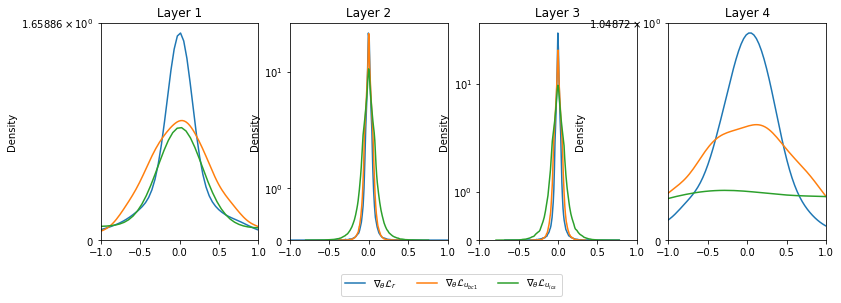 Layer 1 Layer 2 Layer 3 Layer 4
1.65886 × 10⁰ 1.04872 × 10⁰
10¹ 10¹
10⁰ 10⁰
Density Density Density Density
0 0 0 0
−1.0 −0.5 0.0 0.5 1.0 −1.0 −0.5 0.0 0.5 1.0 −1.0 −0.5 0.0 0.5 1.0 −1.0 −0.5 0.0 0.5 1.0
∇θℒr ∇θℒu_bc1 ∇θℒu_ics